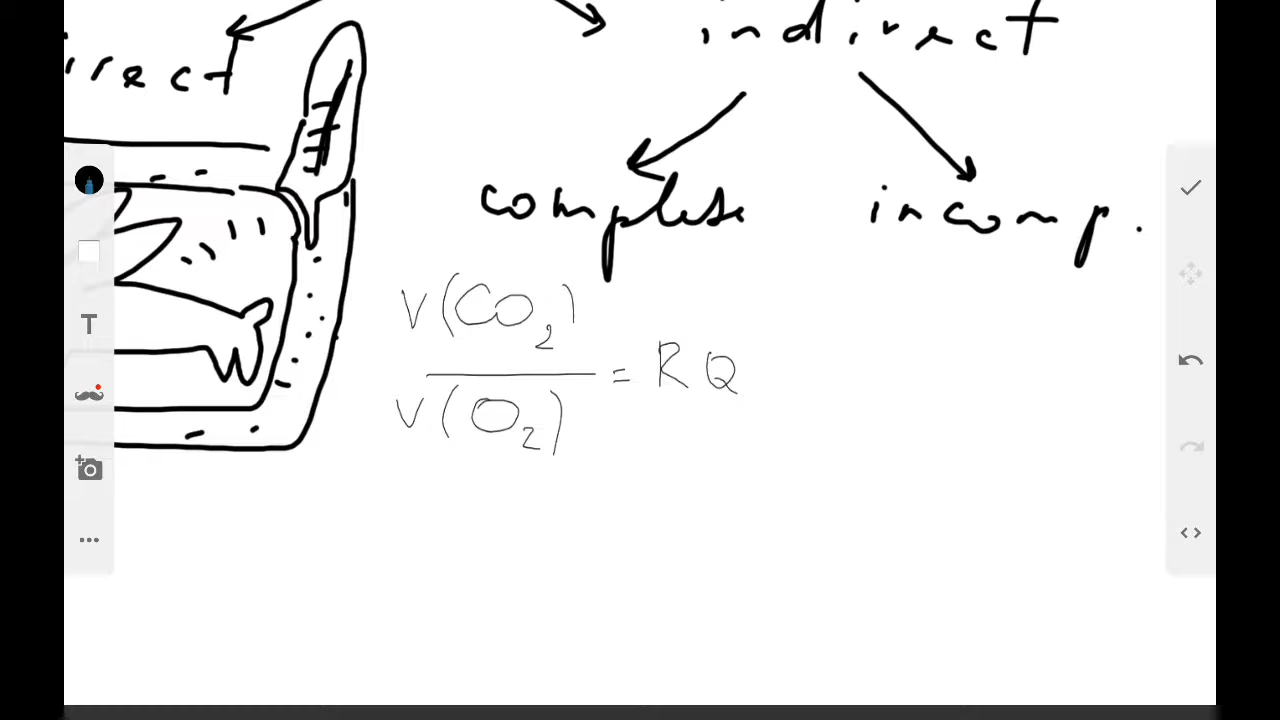 indirect
irect
complete
incomp.
V(CO₂)
V(O₂)
= RQ
T